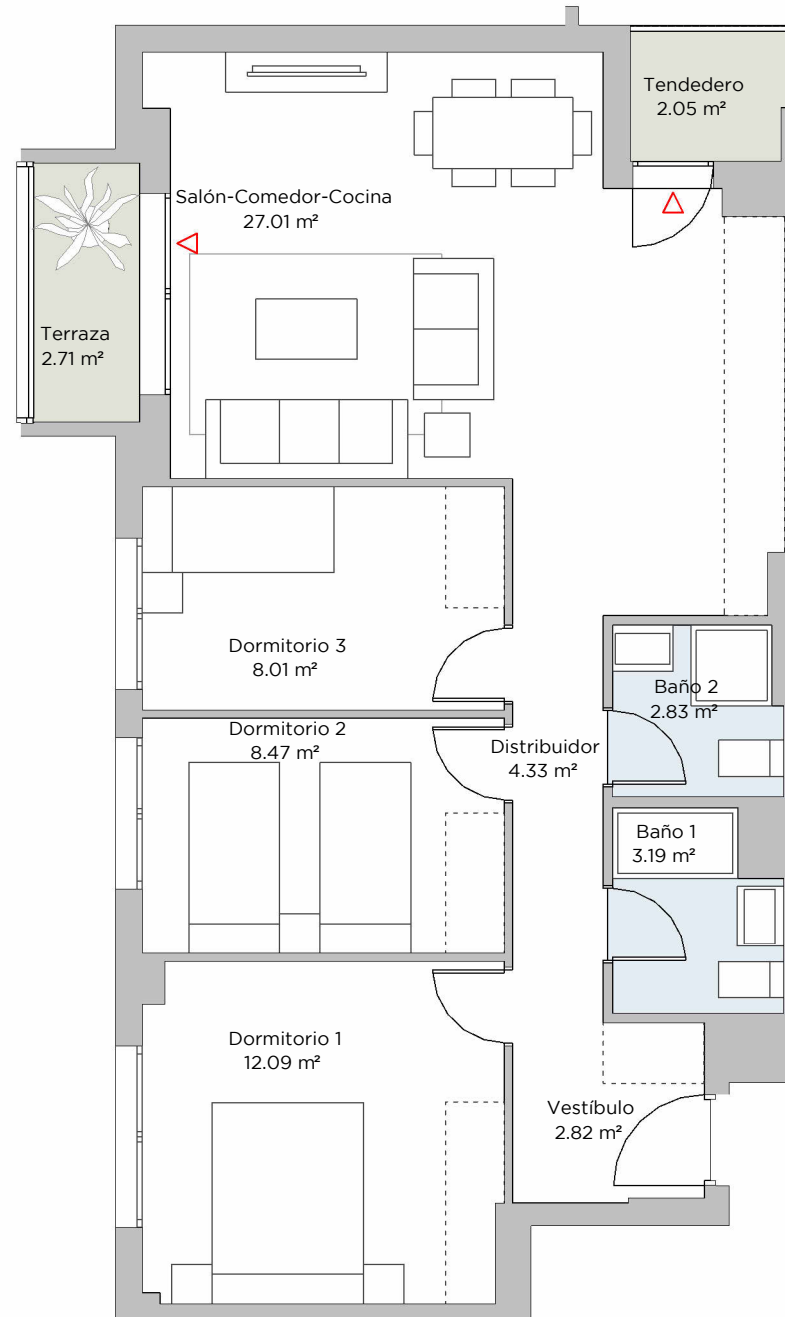 Tendedero
2.05 m²
Salón-Comedor-Cocina
27.01 m²
Terraza
2.71 m²
Dormitorio 3
8.01 m²
Baño 2
2.83 m²
Dormitorio 2
8.47 m²
Distribuidor
4.33 m²
Baño 1
3.19 m²
Dormitorio 1
12.09 m²
Vestíbulo
2.82 m²